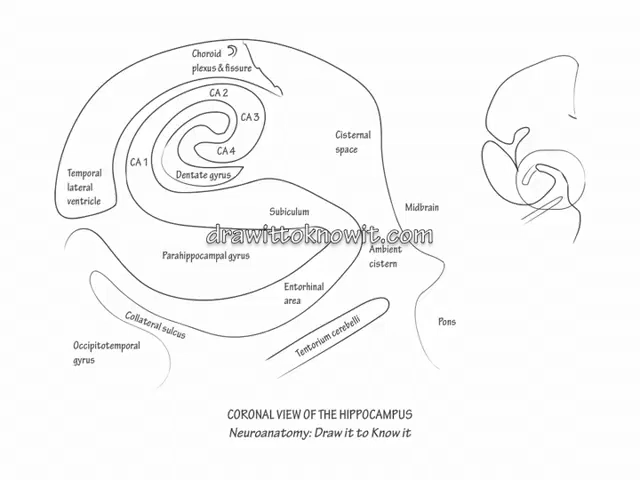 Choroid
plexus & fissure
CA 2
CA 3
Cisternal
space
CA 4
CA 1
Temporal
lateral
ventricle
Dentate gyrus
Subiculum
Midbrain
drawittoknowit.com
Parahippocampal gyrus
Ambient
cistern
Entorhinal
area
Collateral sulcus
Tentorium cerebelli
Pons
Occipitotemporal
gyrus
CORONAL VIEW OF THE HIPPOCAMPUS
Neuroanatomy: Draw it to Know it